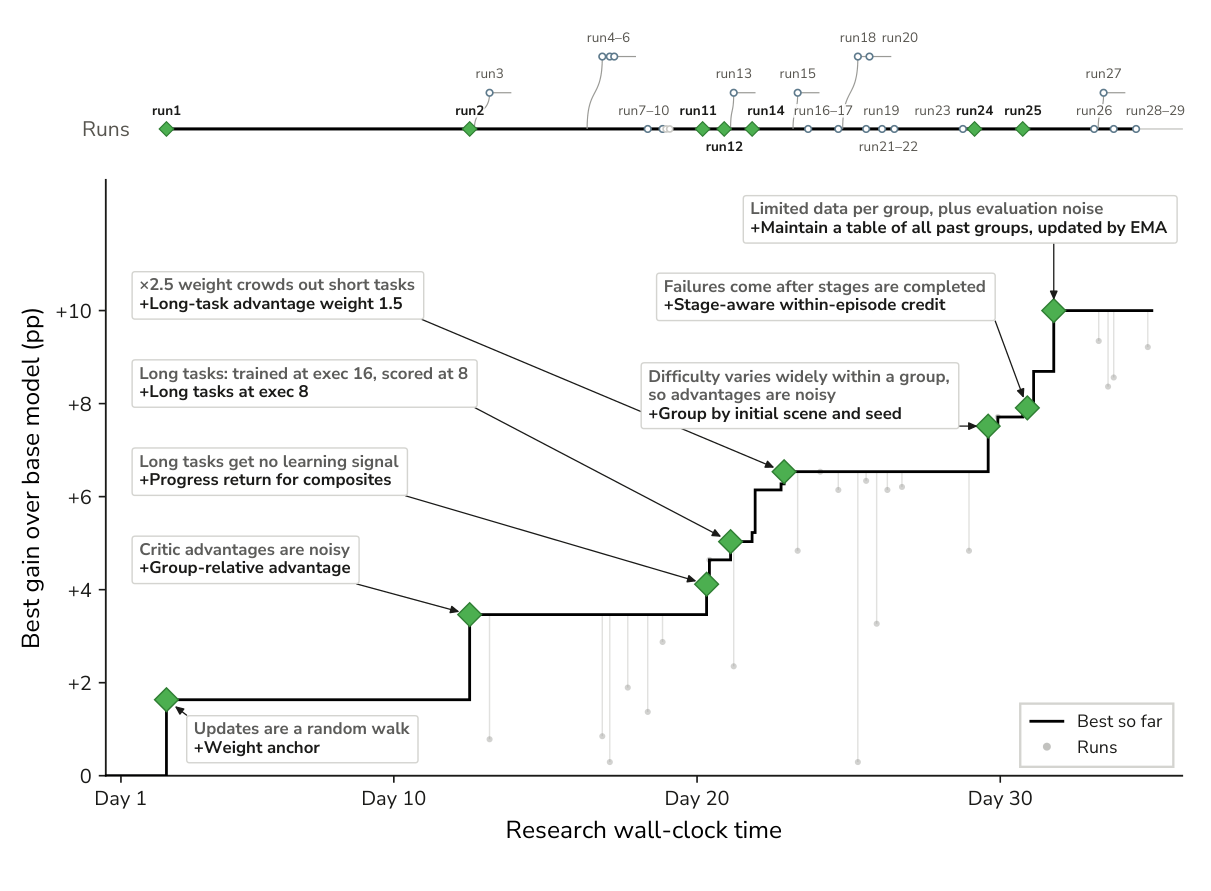 run4–6
run18
run20
run3
run13
run15
run27
run1
run2
run7–10
run11
run14
run16–17
run19
run23
run24
run25
run26
run28–29
Runs
run12
run21–22
Limited data per group, plus evaluation noise
+Maintain a table of all past groups, updated by EMA
×2.5 weight crowds out short tasks
+Long-task advantage weight 1.5
Failures come after stages are completed
+Stage-aware within-episode credit
Long tasks: trained at exec 16, scored at 8
+Long tasks at exec 8
Difficulty varies widely within a group,
so advantages are noisy
+Group by initial scene and seed
Long tasks get no learning signal
+Progress return for composites
Critic advantages are noisy
+Group-relative advantage
Updates are a random walk
+Weight anchor
Best gain over base model (pp)
+10
+8
+6
+4
+2
0
Best so far
Runs
Day 1
Day 10
Day 20
Day 30
Research wall-clock time